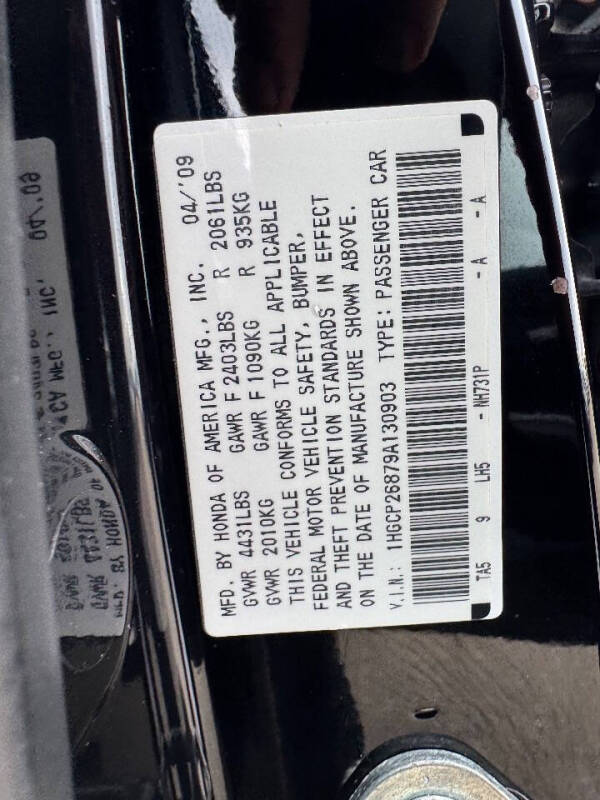 MFD. BY HONDA OF AMERICA MFG., INC. 04/'09
GVWR 4431LBS GAWR F 2403LBS R 2061LBS
GVWR 2010KG GAWR F 1090KG R 935KG
THIS VEHICLE CONFORMS TO ALL APPLICABLE
FEDERAL MOTOR VEHICLE SAFETY, BUMPER,
AND THEFT PREVENTION STANDARDS IN EFFECT
ON THE DATE OF MANUFACTURE SHOWN ABOVE.
V.I.N.: 1HGCP26879A130903 TYPE: PASSENGER CAR
TA5 9 LH5 - NH731P - A - A